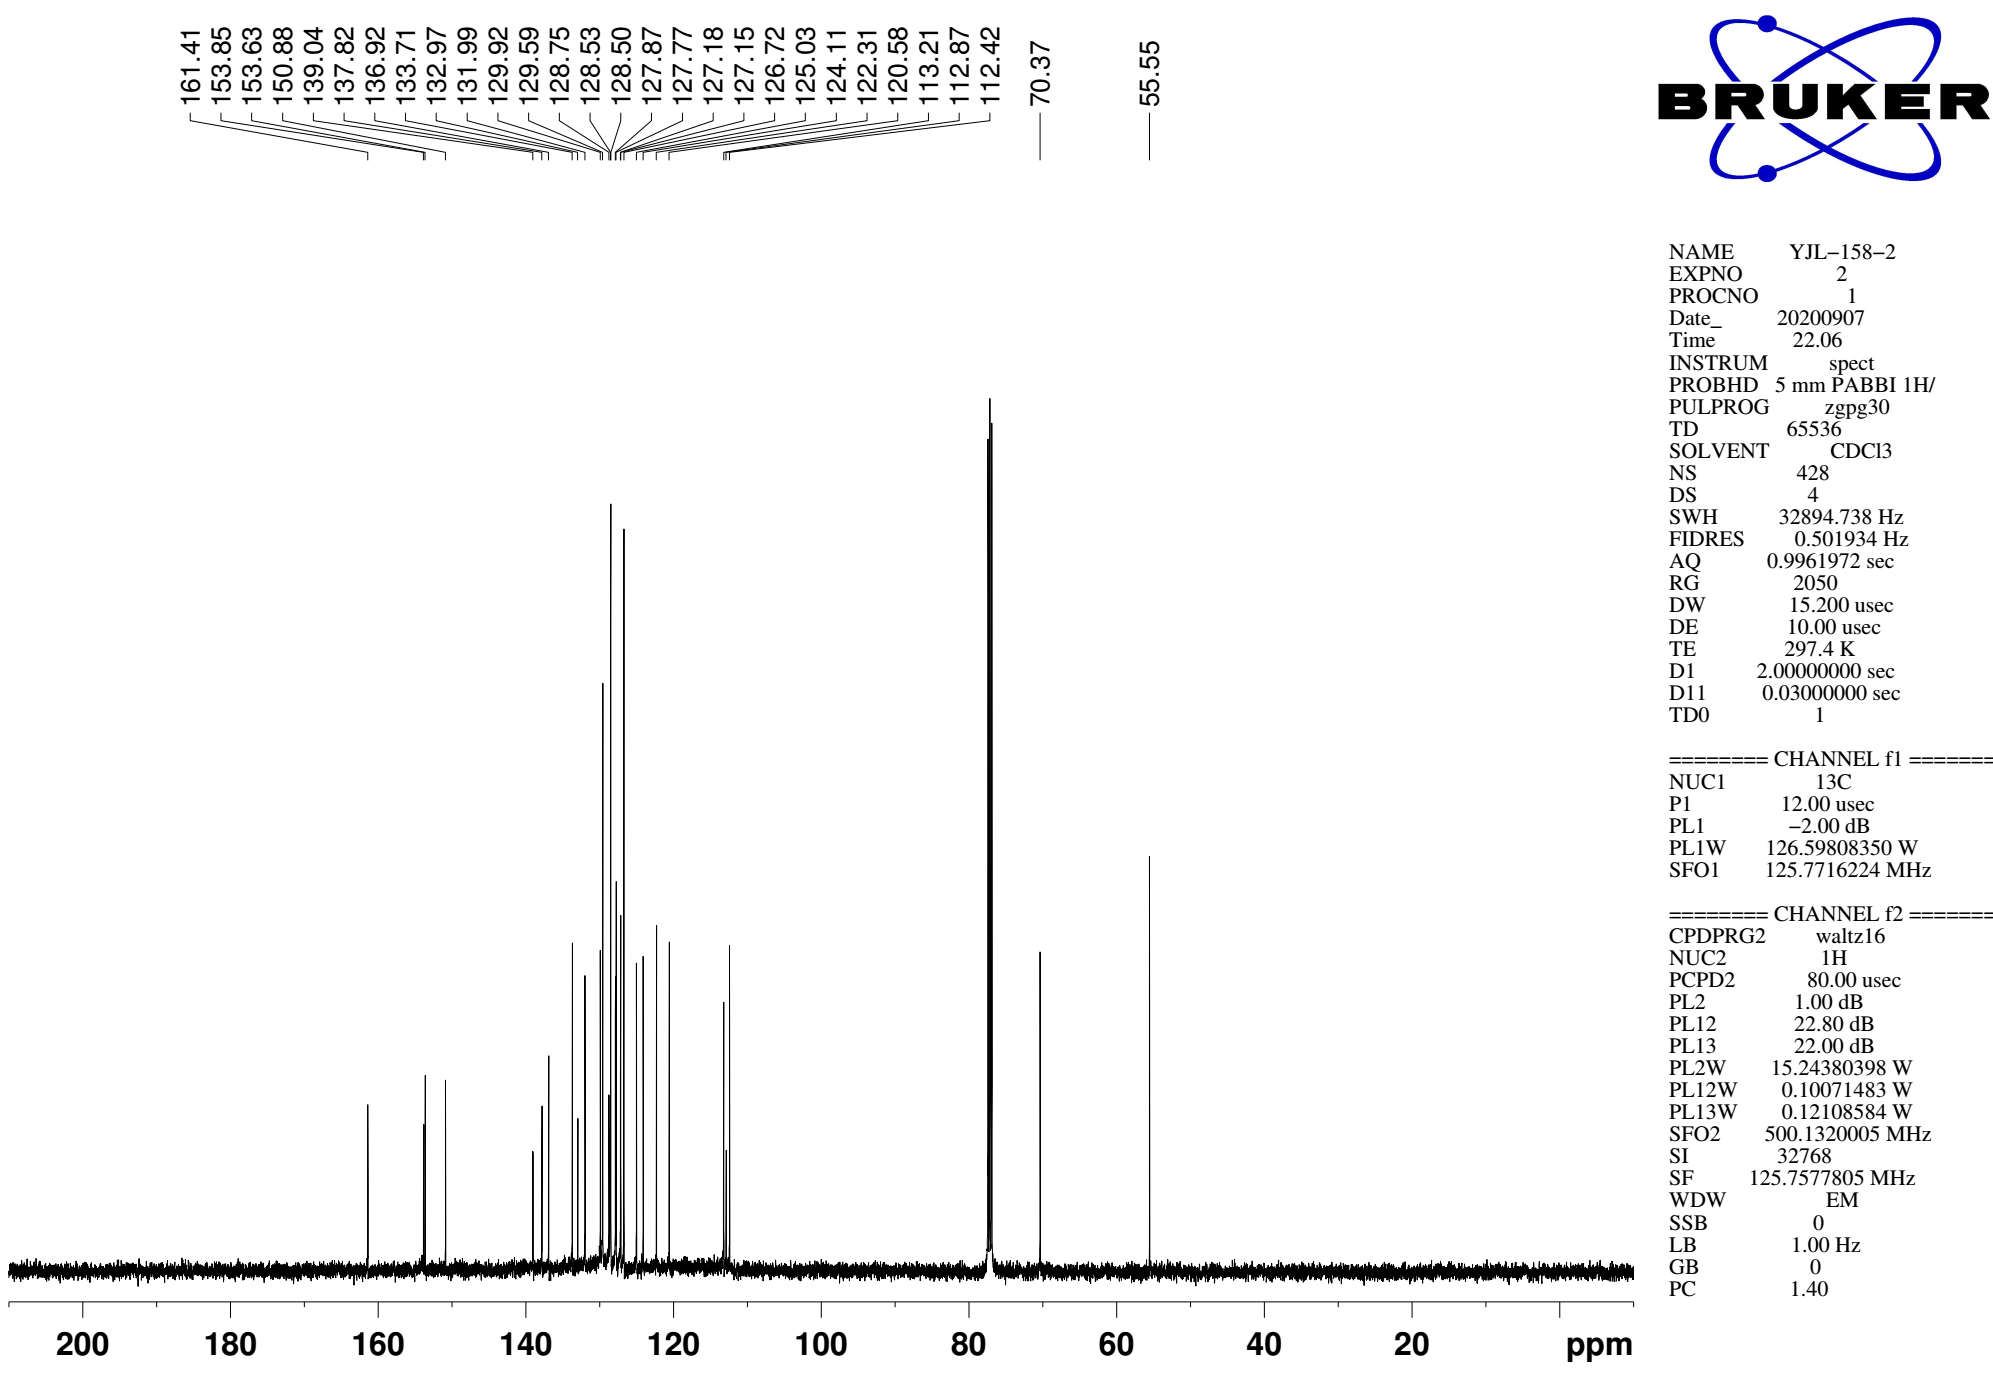 161.41
153.85
153.63
150.88
139.04
137.82
136.92
133.71
132.97
131.99
129.92
129.59
128.75
128.53
128.50
127.87
127.77
127.18
127.15
126.72
125.03
124.11
122.31
120.58
113.21
112.87
112.42
70.37
55.55
BRUKER
NAME YJL−158−2
EXPNO 2
PROCNO 1
Date_ 20200907
Time 22.06
INSTRUM spect
PROBHD 5 mm PABBI 1H/
PULPROG zgpg30
TD 65536
SOLVENT CDCl3
NS 428
DS 4
SWH 32894.738 Hz
FIDRES 0.501934 Hz
AQ 0.9961972 sec
RG 2050
DW 15.200 usec
DE 10.00 usec
TE 297.4 K
D1 2.00000000 sec
D11 0.03000000 sec
TD0 1
======== CHANNEL f1 =======
NUC1 13C
P1 12.00 usec
PL1 −2.00 dB
PL1W 126.59808350 W
SFO1 125.7716224 MHz
======== CHANNEL f2 =======
CPDPRG2 waltz16
NUC2 1H
PCPD2 80.00 usec
PL2 1.00 dB
PL12 22.80 dB
PL13 22.00 dB
PL2W 15.24380398 W
PL12W 0.10071483 W
PL13W 0.12108584 W
SFO2 500.1320005 MHz
SI 32768
SF 125.7577805 MHz
WDW EM
SSB 0
LB 1.00 Hz
GB 0
PC 1.40
200 180 160 140 120 100 80 60 40 20 ppm